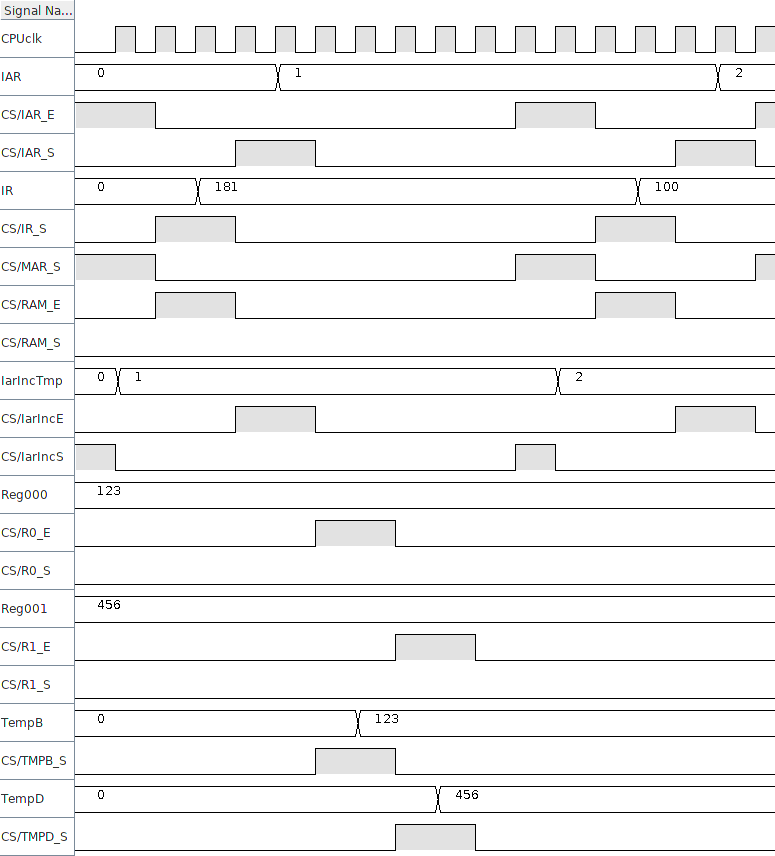 Signal Na...
CPUclk
IAR 0 1 2
CS/IAR_E
CS/IAR_S
IR 0 181 100
CS/IR_S
CS/MAR_S
CS/RAM_E
CS/RAM_S
IarIncTmp 0 1 2
CS/IarIncE
CS/IarIncS
Reg000 123
CS/R0_E
CS/R0_S
Reg001 456
CS/R1_E
CS/R1_S
TempB 0 123
CS/TMPB_S
TempD 0 456
CS/TMPD_S